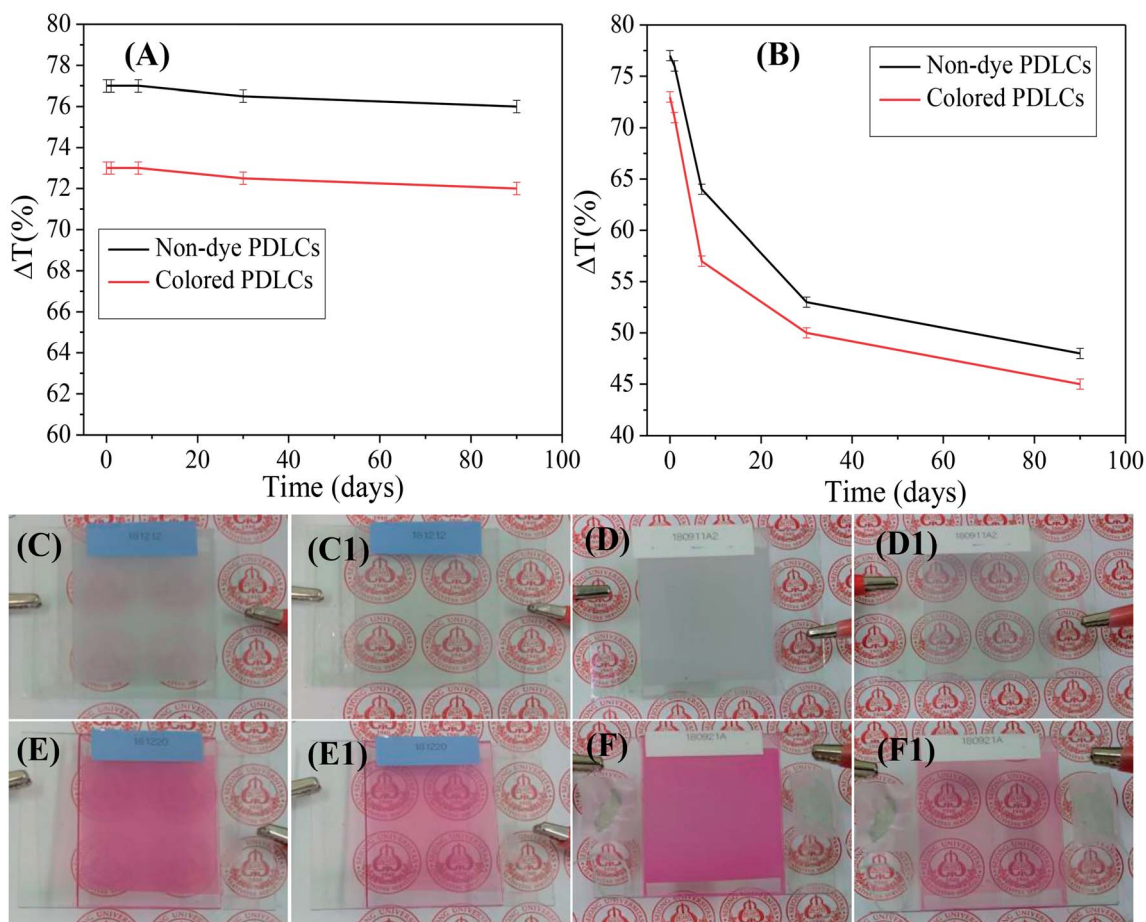 (A)
80
78
76
74
72
70
68
66
64
62
60
ΔT(%)
Non-dye PDLCs
Colored PDLCs
0
20
40
60
80
100
Time (days)
(B)
80
75
70
65
60
55
50
45
40
ΔT(%)
Non-dye PDLCs
Colored PDLCs
0
20
40
60
80
100
Time (days)
(C)
181212
(C1)
181212
(D)
180911A2
(D1)
180911A2
(E)
181220
(E1)
181220
(F)
180921A
(F1)
180921A